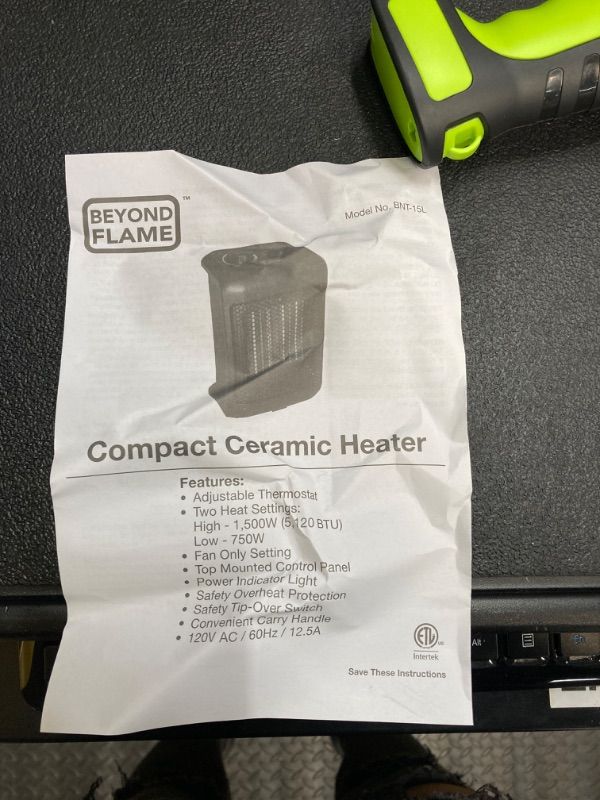 BEYOND
FLAME
™
Model No. BNT-15L
Compact Ceramic Heater
Features:
• Adjustable Thermostat
• Two Heat Settings:
High - 1,500W (5,120 BTU)
Low - 750W
• Fan Only Setting
• Top Mounted Control Panel
• Power Indicator Light
• Safety Overheat Protection
• Safety Tip-Over Switch
• Convenient Carry Handle
• 120V AC / 60Hz / 12.5A
ETL
Intertek
Save These Instructions
Alt